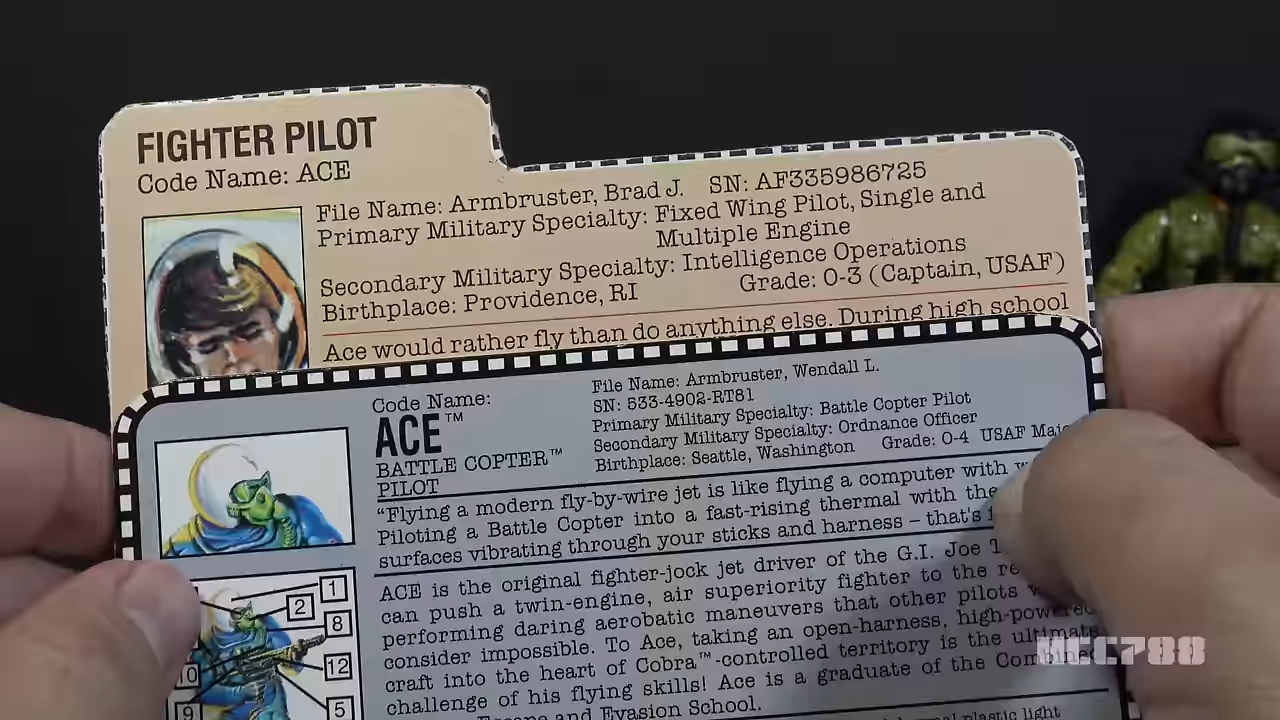 FIGHTER PILOT
Code Name: ACE
File Name: Armbruster, Brad J. SN: AF335986725
Primary Military Specialty: Fixed Wing Pilot, Single and
Multiple Engine
Secondary Military Specialty: Intelligence Operations
Birthplace: Providence, RI Grade: O-3 (Captain, USAF)
Ace would rather fly than do anything else. During high school
Code Name:
ACE™
BATTLE COPTER™
PILOT
File Name: Armbruster, Wendall L.
SN: 533-4902-RT81
Primary Military Specialty: Battle Copter Pilot
Secondary Military Specialty: Ordnance Officer
Birthplace: Seattle, Washington Grade: O-4 USAF
"Flying a modern fly-by-wire jet is like flying a computer with
Piloting a Battle Copter into a fast-rising thermal with the
surfaces vibrating through your sticks and harness – that's
ACE is the original fighter-jock jet driver of the G.I. Joe
can push a twin-engine, air superiority fighter to the
performing daring aerobatic maneuvers that other pilots
consider impossible. To Ace, taking an open-harness, high-powered
craft into the heart of Cobra™-controlled territory is the ultimate
challenge of his flying skills! Ace is a graduate of the
Escape and Evasion School.
plastic light
1
2
8
12
5
10
9
HCC788